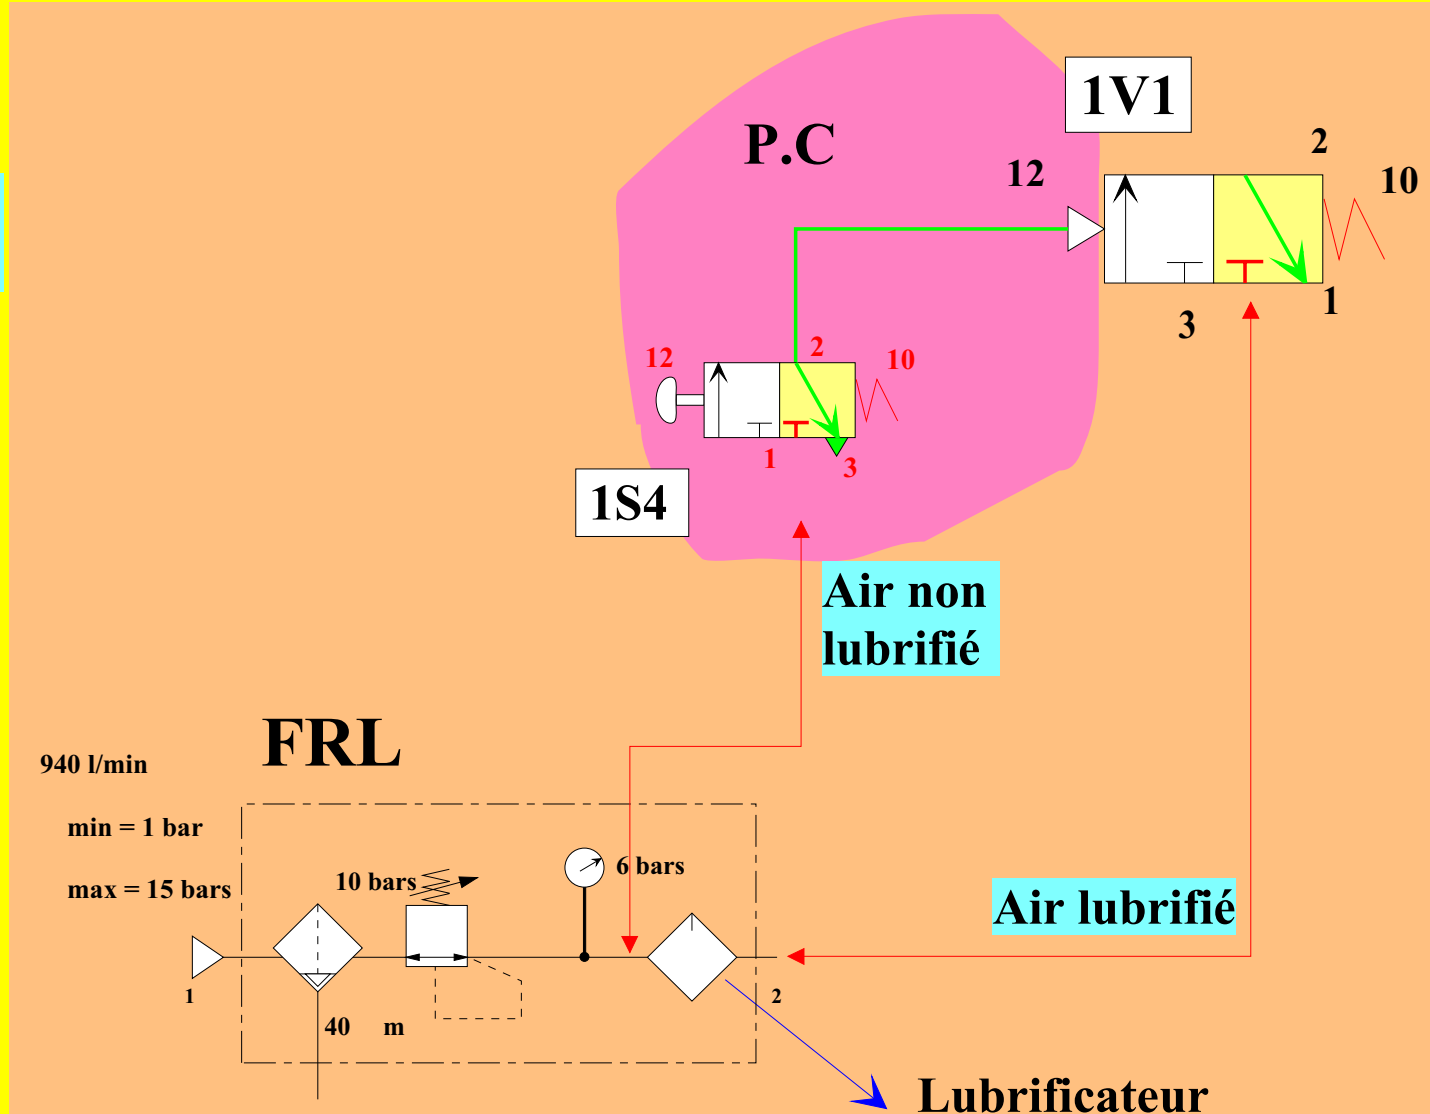 1V1
P.C
2
12
10
1
3
12
2
10
1
3
1S4
Air non
lubrifié
FRL
940 l/min
min = 1 bar
max = 15 bars
10 bars
6 bars
Air lubrifié
1
2
40 m
Lubrificateur